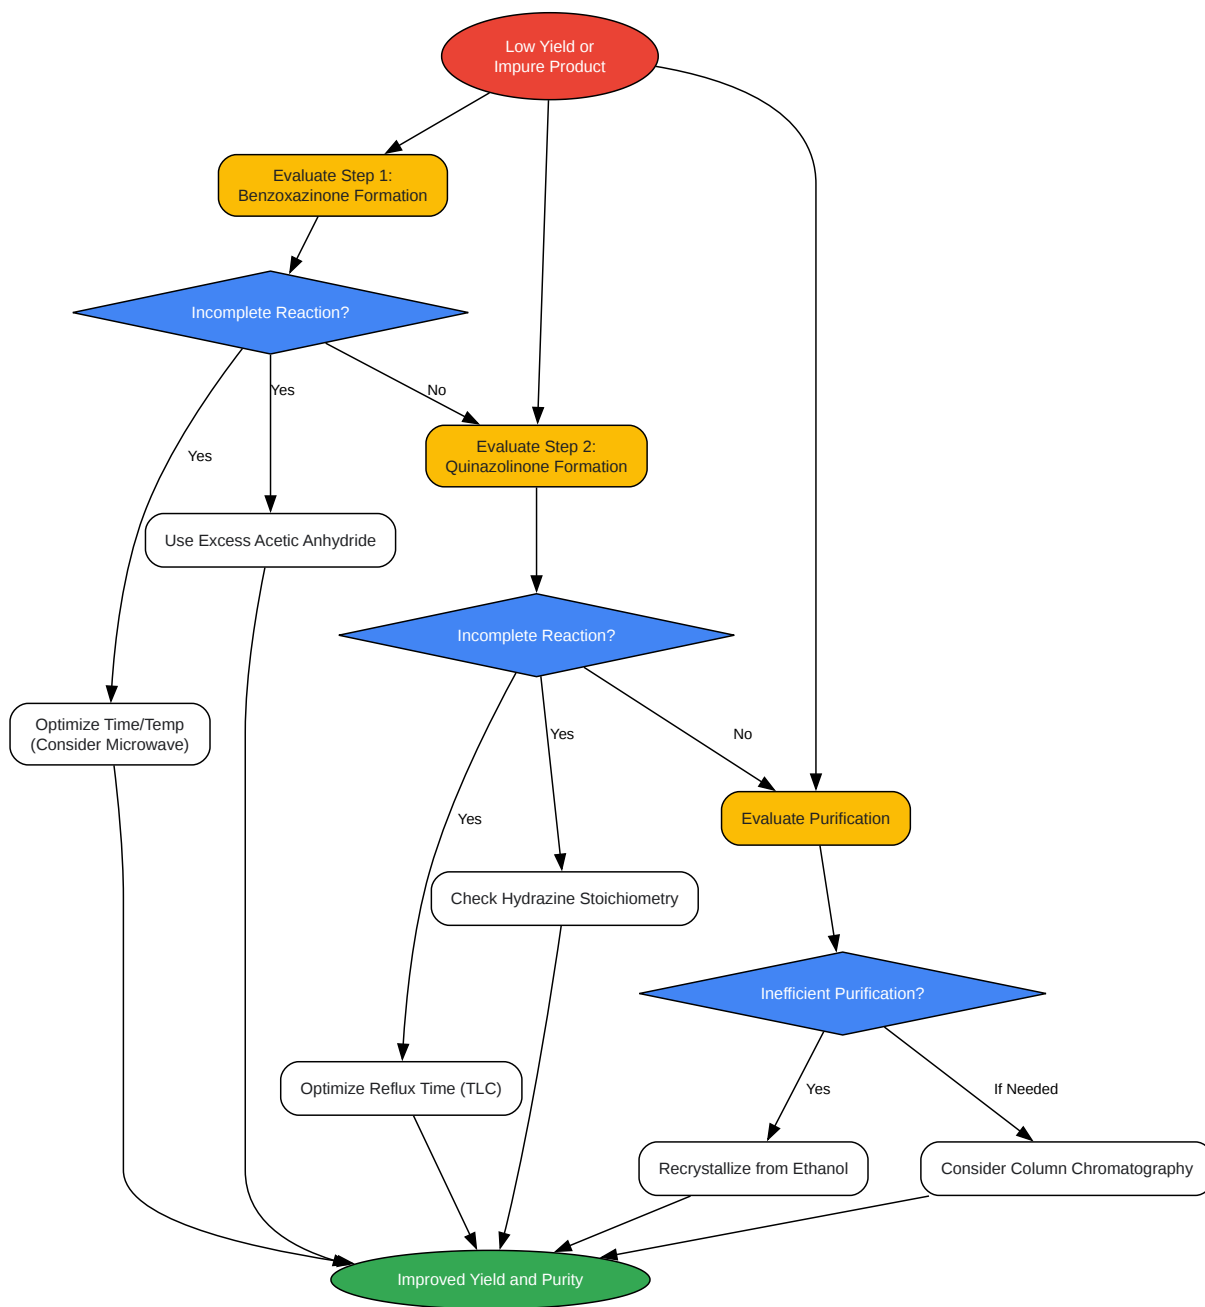 Low Yield or
Impure Product
Evaluate Step 1:
Benzoxazinone Formation
Incomplete Reaction?
Yes
No
Yes
Evaluate Step 2:
Quinazolinone Formation
Use Excess Acetic Anhydride
Incomplete Reaction?
Optimize Time/Temp
(Consider Microwave)
Yes
No
Yes
Evaluate Purification
Check Hydrazine Stoichiometry
Inefficient Purification?
Optimize Reflux Time (TLC)
Yes
If Needed
Recrystallize from Ethanol
Consider Column Chromatography
Improved Yield and Purity